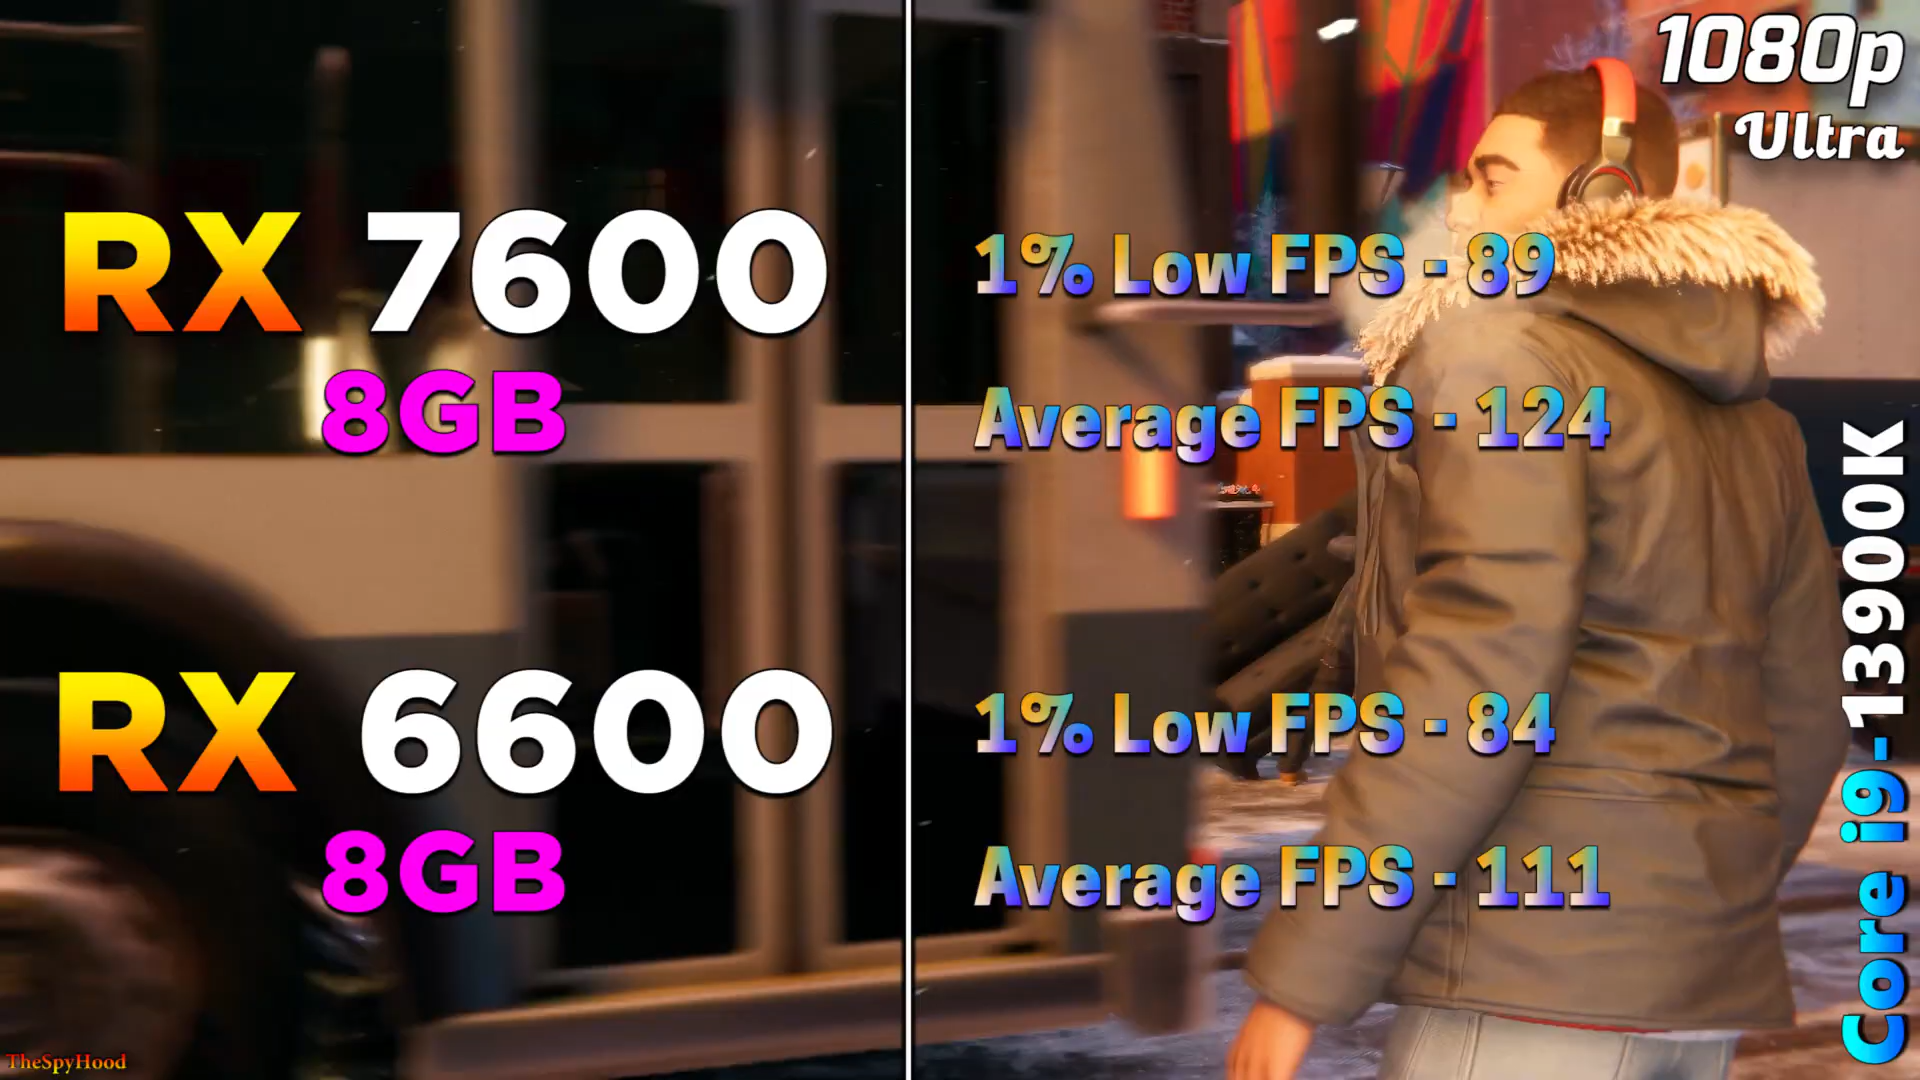 1080p
Ultra
RX 7600
8GB
1% Low FPS - 89
Average FPS - 124
RX 6600
8GB
1% Low FPS - 84
Average FPS - 111
Core i9-13900K
TheSpyHood